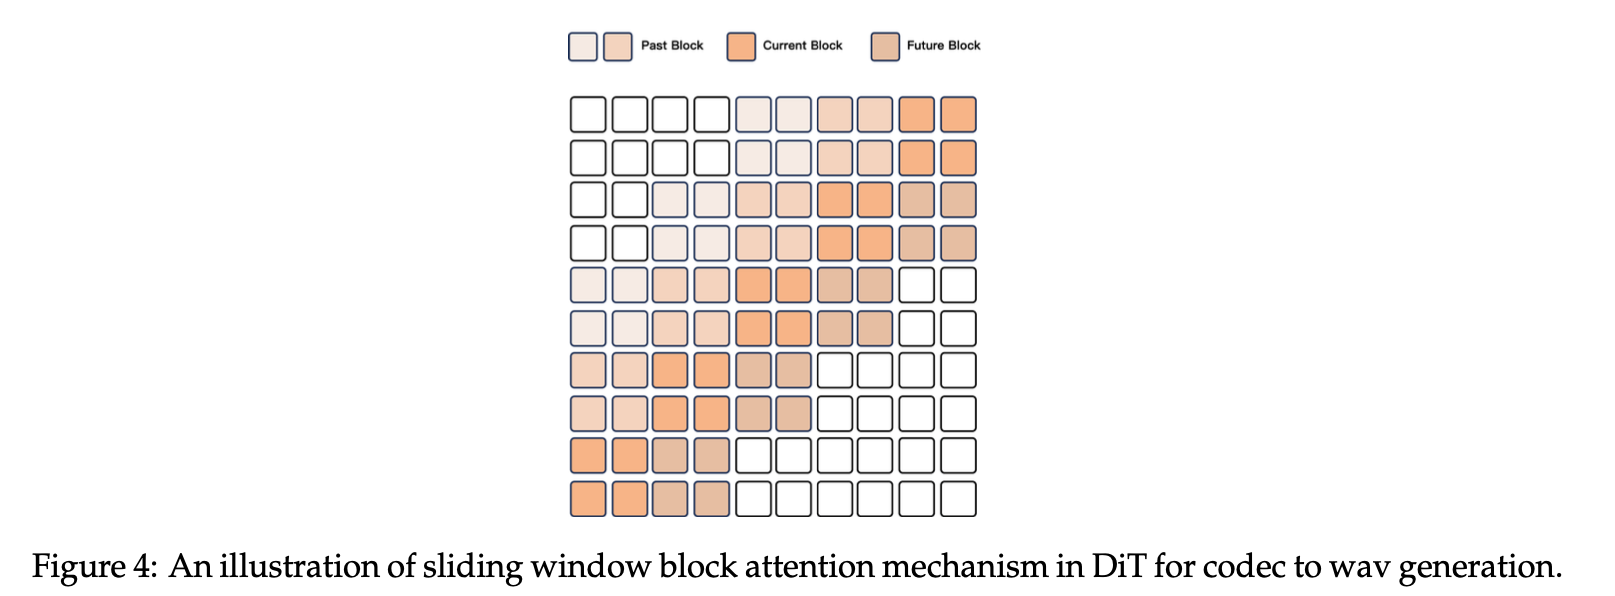 Past Block Current Block Future Block
Figure 4: An illustration of sliding window block attention mechanism in DiT for codec to wav generation.